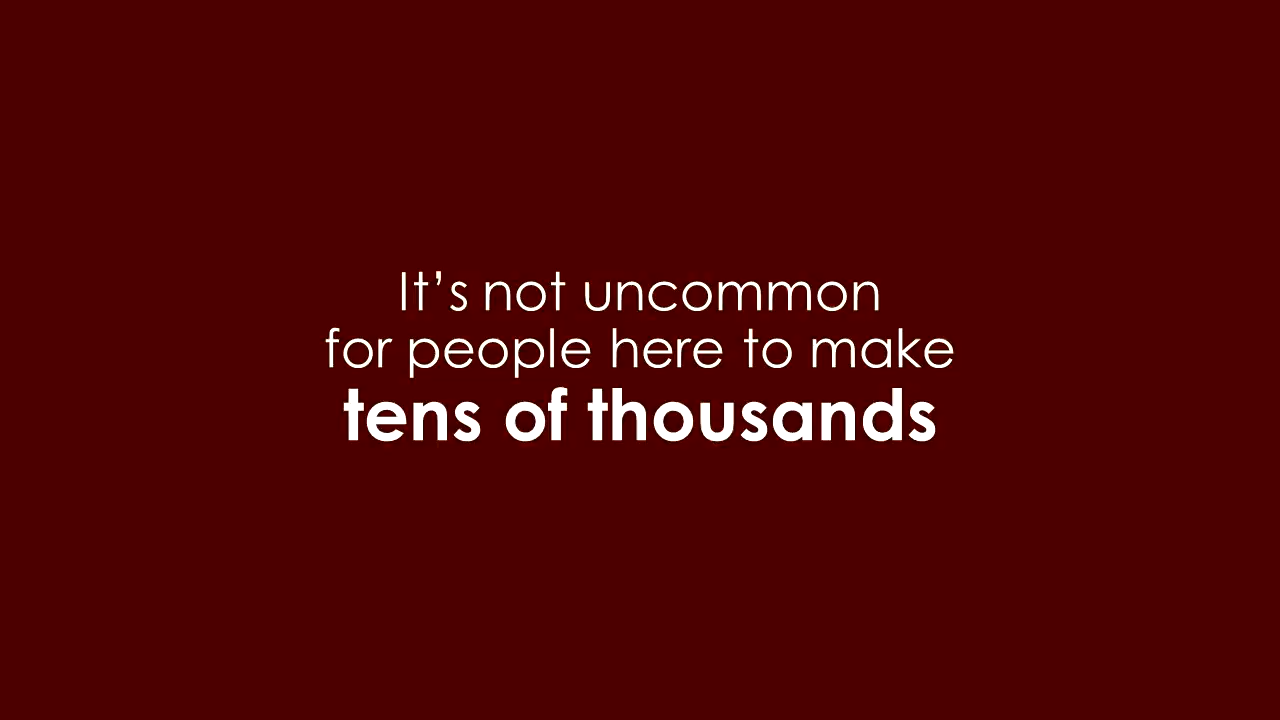 It’s not uncommon
for people here to make
tens of thousands